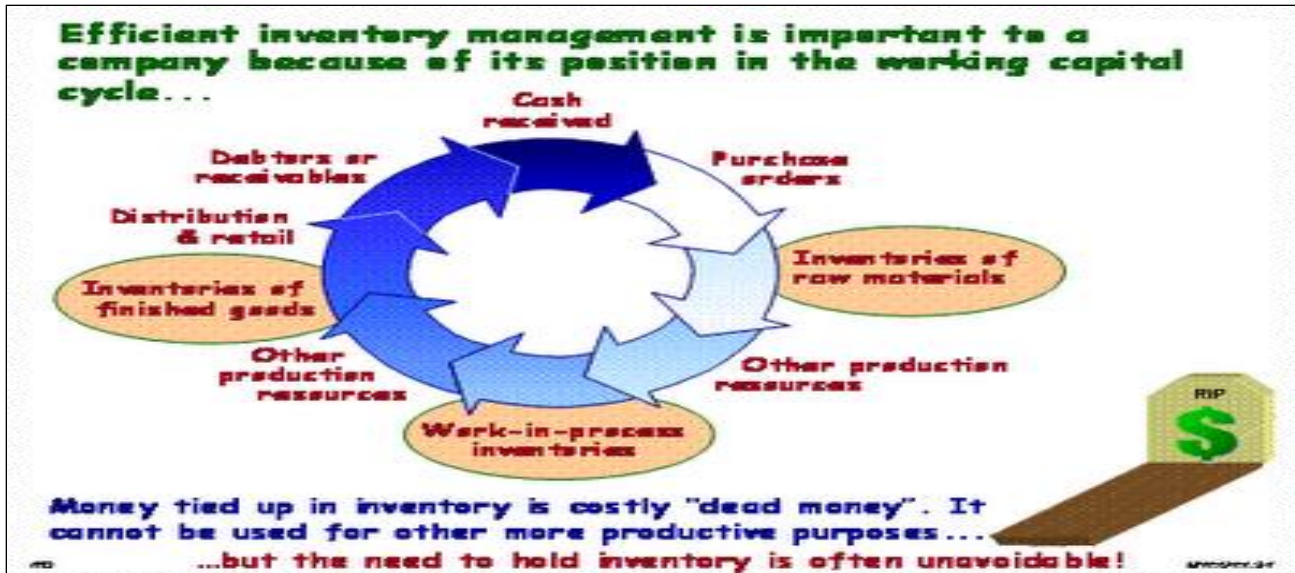 Efficient inventory management is important to a
company because of its position in the working capital
cycle...
Cash
received
Debtors or
receivables
Purchase
orders
Distribution
& retail
Inventories of
raw materials
Inventories of
finished goods
Other
production
resources
Other production
resources
Work-in-process
inventories
RIP
$
Money tied up in inventory is costly "dead money". It
cannot be used for other more productive purposes...
...but the need to hold inventory is often unavoidable!